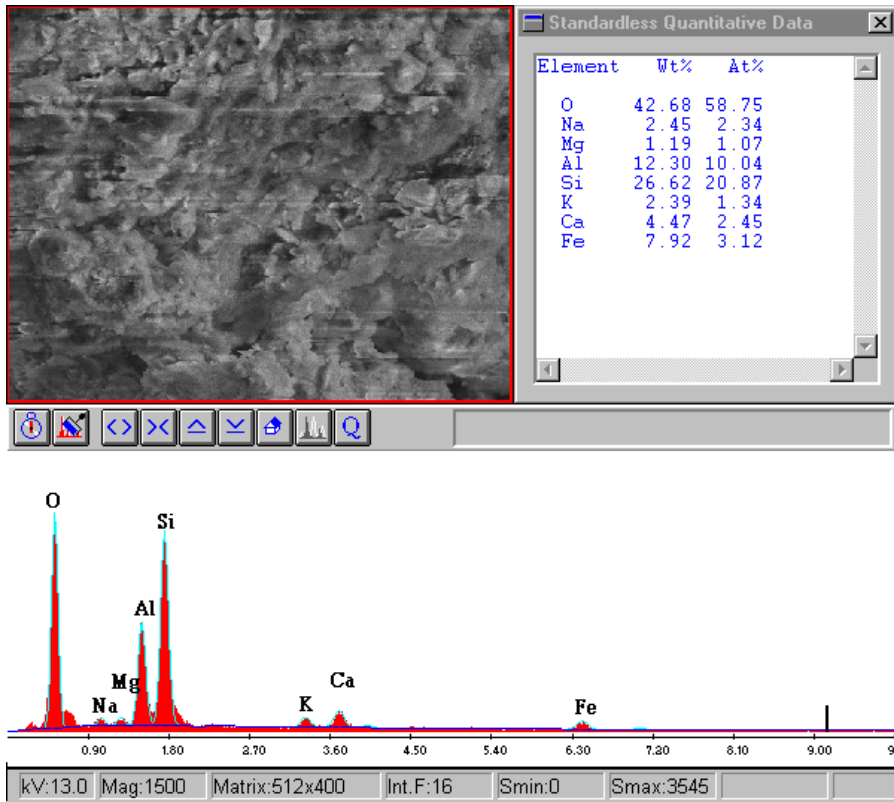 Standardless Quantitative Data
Element Wt% At%
O 42.68 58.75
Na 2.45 2.34
Mg 1.19 1.07
Al 12.30 10.04
Si 26.62 20.87
K 2.39 1.34
Ca 4.47 2.45
Fe 7.92 3.12
Q
O
Si
Al
Mg
Na
K
Ca
Fe
0.90 1.80 2.70 3.60 4.50 5.40 6.30 7.20 8.10 9.00 9
kV:13.0 Mag:1500 Matrix:512x400 Int.F:16 Smin:0 Smax:3545